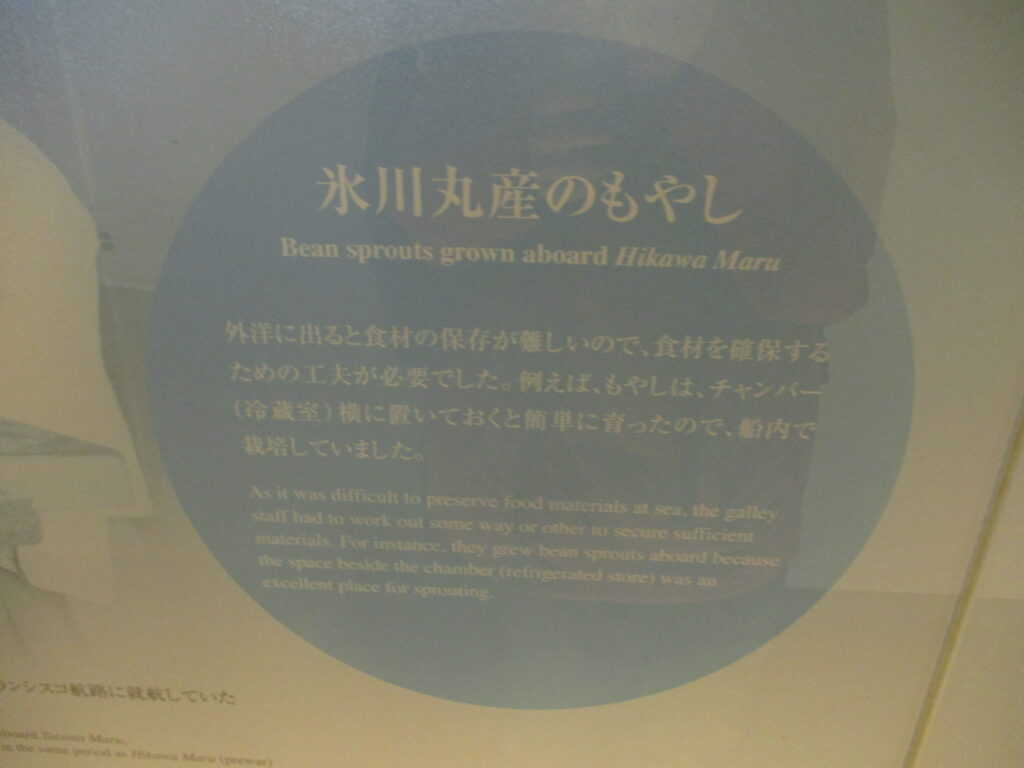 氷川丸産のもやし
Bean sprouts grown aboard Hikawa Maru
外洋に出ると食材の保存が難しいので、食材を確保する
ための工夫が必要でした。例えば、もやしは、チャンバー
（冷蔵室）横に置いておくと簡単に育ったので、船内で
栽培していました。
As it was difficult to preserve food materials at sea, the galley
staff had to work out some way or other to secure sufficient
materials. For instance, they grew bean sprouts aboard because
the space beside the chamber (refrigerated store) was an
excellent place for sprouting.
ランシスコ航路に就航していた
aboard Tatsuta Maru,
in the same period as Hikawa Maru (prewar)